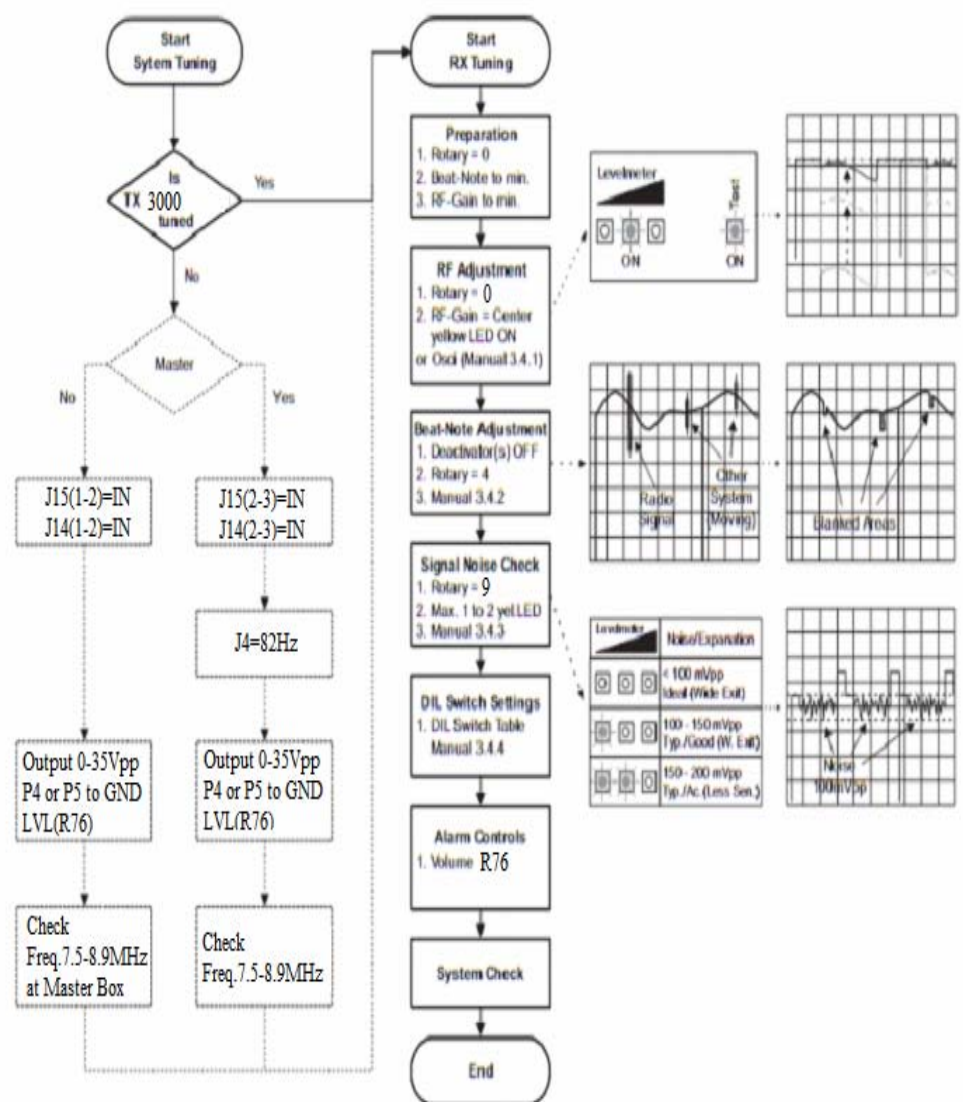 Start
Sytem Tuning
Is
TX 3000
tuned
Yes
No
Master
No
Yes
J15(1-2)=IN
J14(1-2)=IN
J15(2-3)=IN
J14(2-3)=IN
J4=82Hz
Output 0-35Vpp
P4 or P5 to GND
LVL(R76)
Output 0-35Vpp
P4 or P5 to GND
LVL(R76)
Check
Freq.7.5-8.9MHz
at Master Box
Check
Freq.7.5-8.9MHz
Start
RX Tuning
Preparation
1. Rotary = 0
2. Beat-Note to min.
3. RF-Gain to min.
RF Adjustment
1. Rotary = 0
2. RF-Gain = Center
yellow LED ON
or Osci (Manual 3.4.1)
Beat-Note Adjustment
1. Deactivator(s) OFF
2. Rotary = 4
3. Manual 3.4.2
Signal Noise Check
1. Rotary = 9
2. Max. 1 to 2 yel.LED
3. Manual 3.4.3
DIL Switch Settings
1. DIL Switch Table
Manual 3.4.4
Alarm Controls
1. Volume R76
System Check
End
Levelmeter
ON
Test
ON
Radio
Signal
Other
System
(Moving)
Blanked Areas
Levelmeter
Noise/Expanation
< 100 mVpp
Ideal (Wide Exit)
100 - 150 mVpp
Typ./Good (W. Exit)
150 - 200 mVpp
Typ./Ac.(Less Sen.)
Noise
100mVpp